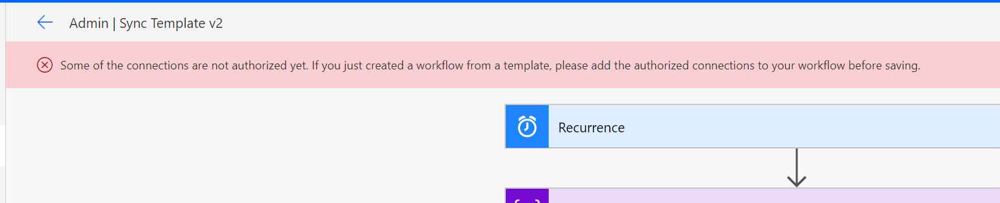 Admin | Sync Template v2
Some of the connections are not authorized yet. If you just created a workflow from a template, please add the authorized connections to your workflow before saving.
Recurrence